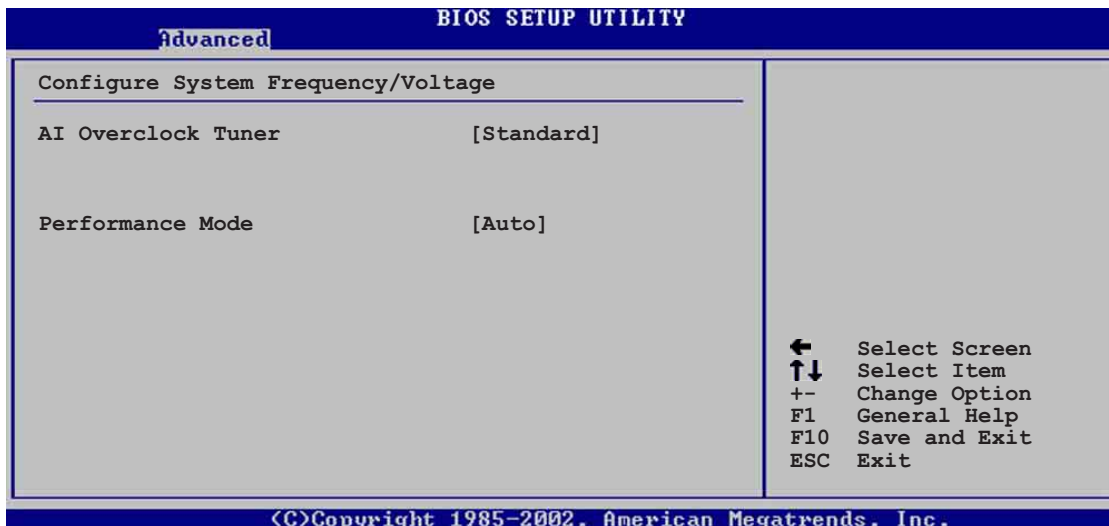 BIOS SETUP UTILITY
Advanced
Configure System Frequency/Voltage
AI Overclock Tuner [Standard]
Performance Mode [Auto]
← Select Screen
↑↓ Select Item
+- Change Option
F1 General Help
F10 Save and Exit
ESC Exit
(C)Copyright 1985-2002, American Megatrends, Inc.